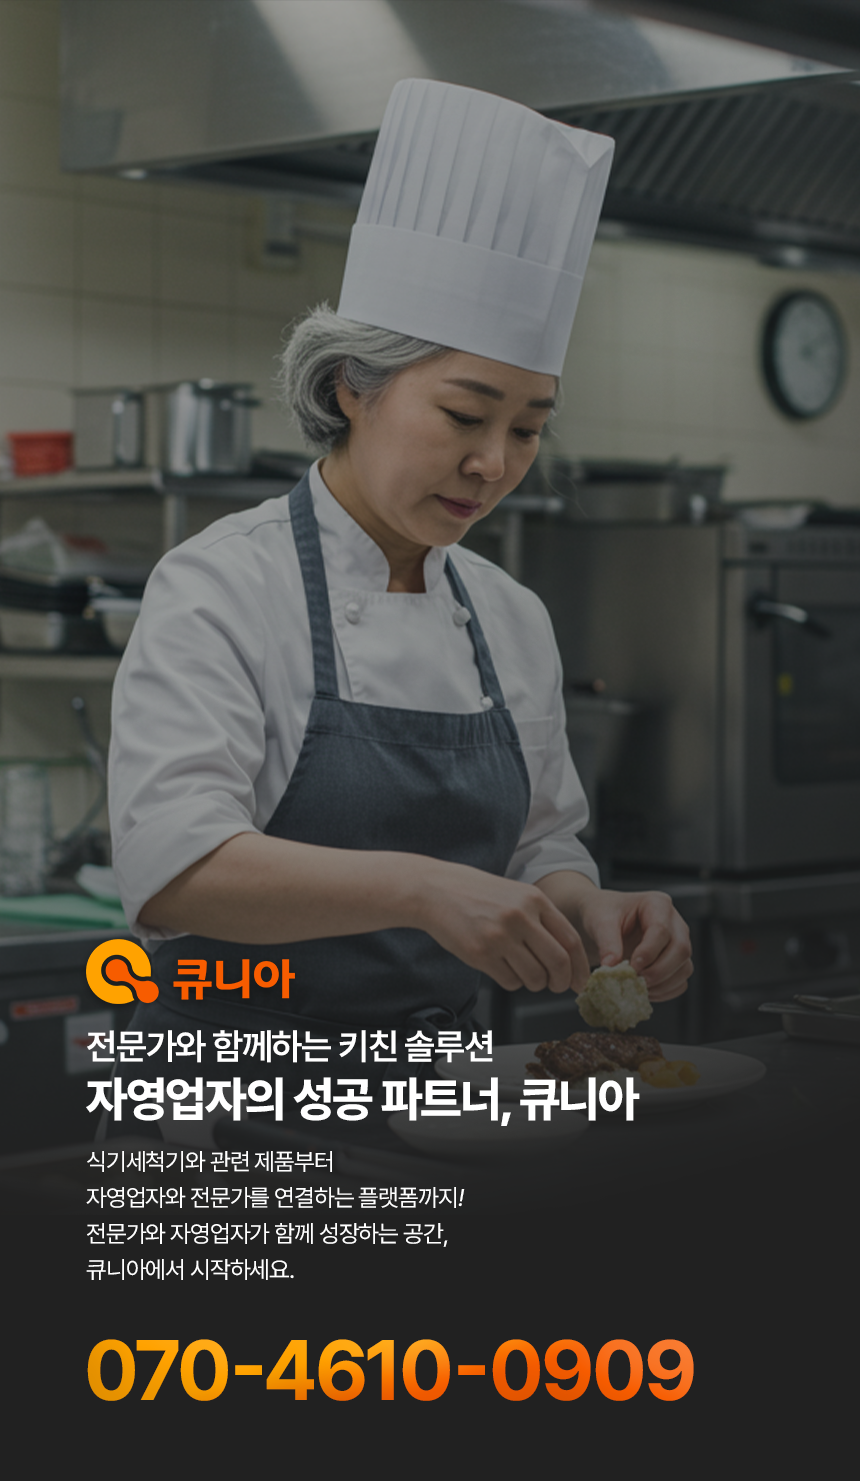 큐니아
전문가와 함께하는 키친 솔루션
자영업자의 성공 파트너, 큐니아
식기세척기와 관련 제품부터
자영업자와 전문가를 연결하는 플랫폼까지!
전문가와 자영업자가 함께 성장하는 공간,
큐니아에서 시작하세요.
070-4610-0909